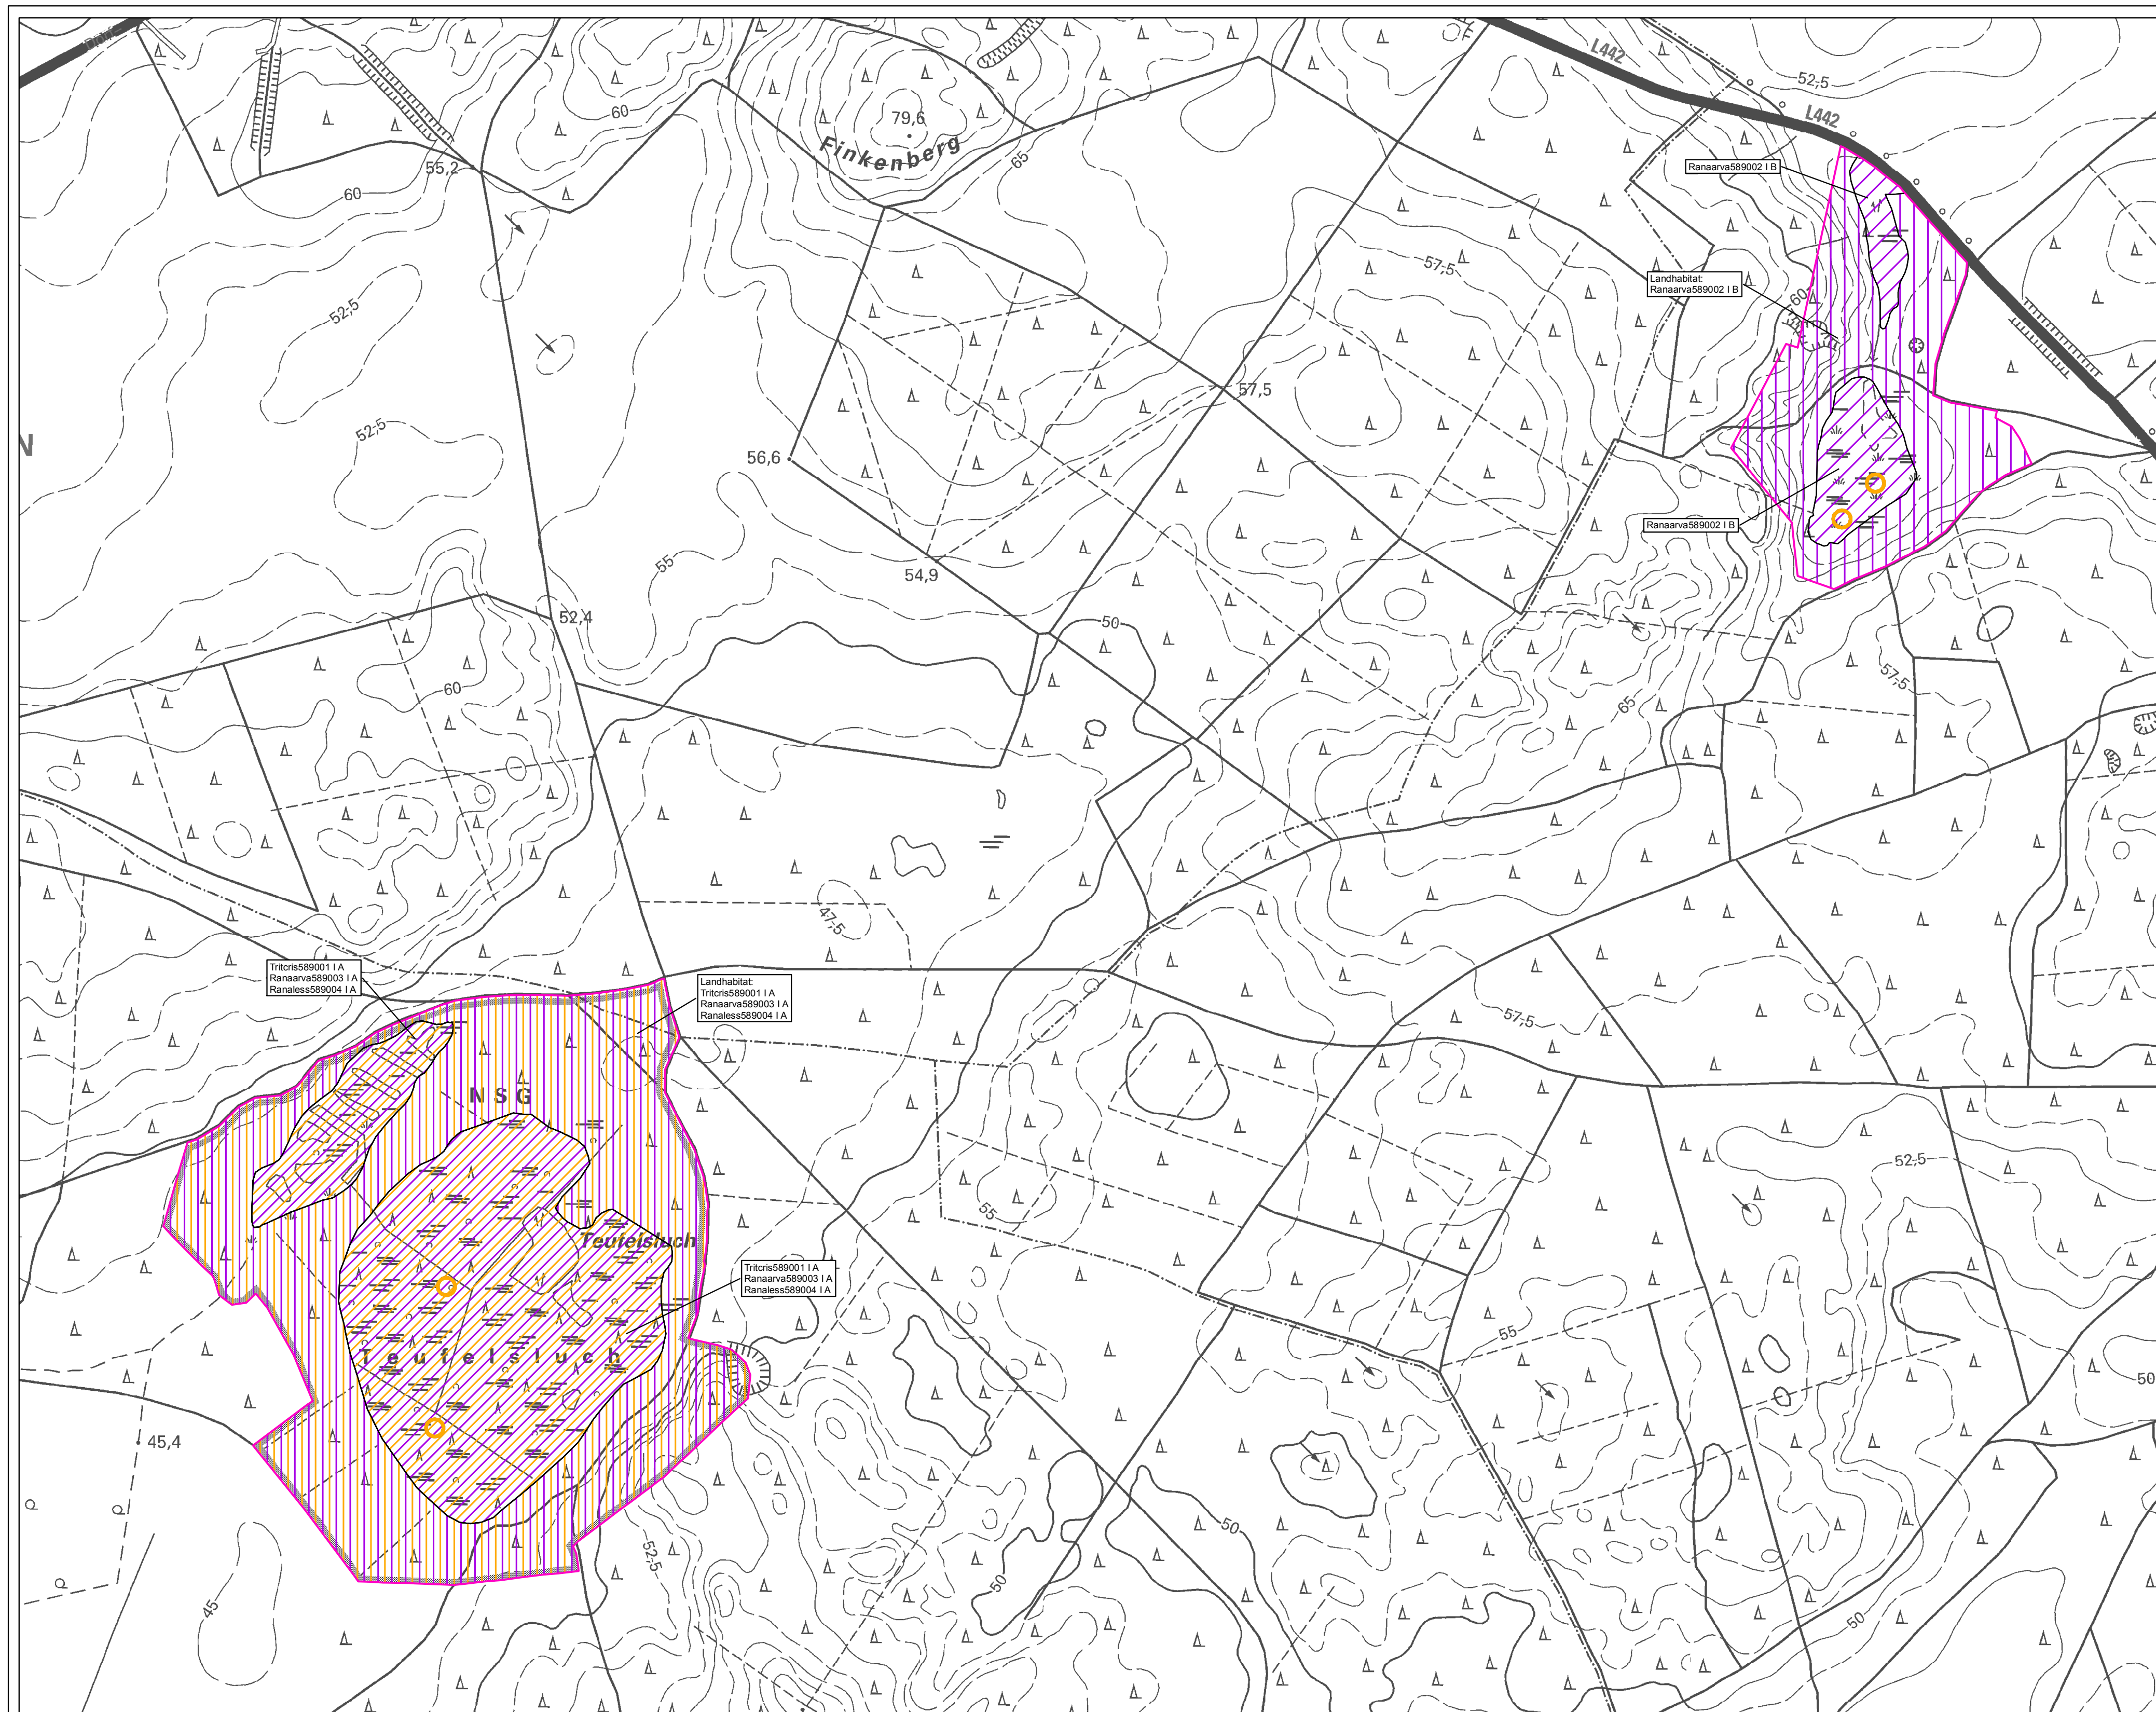 L442
52,5
L442
79,6
Finkenberg
60
65
55,2
60
Ranaarva589002 I B
57,5
Landhabitat:
Ranaarva589002 I B
60
52,5
57,5
52,5
N
56,6
Ranaarva589002 I B
55
54,9
52,4
50
57,5
60
65
47,5
Tritcris589001 I A
Ranaarva589003 I A
Ranaless589004 I A
Landhabitat:
Tritcris589001 I A
Ranaarva589003 I A
Ranaless589004 I A
57,5
NSG
52,5
55
Teufelsluch
Tritcris589001 I A
Ranaarva589003 I A
Ranaless589004 I A
55
Teufelsluch
50
45,4
50
52,5
50
45
50